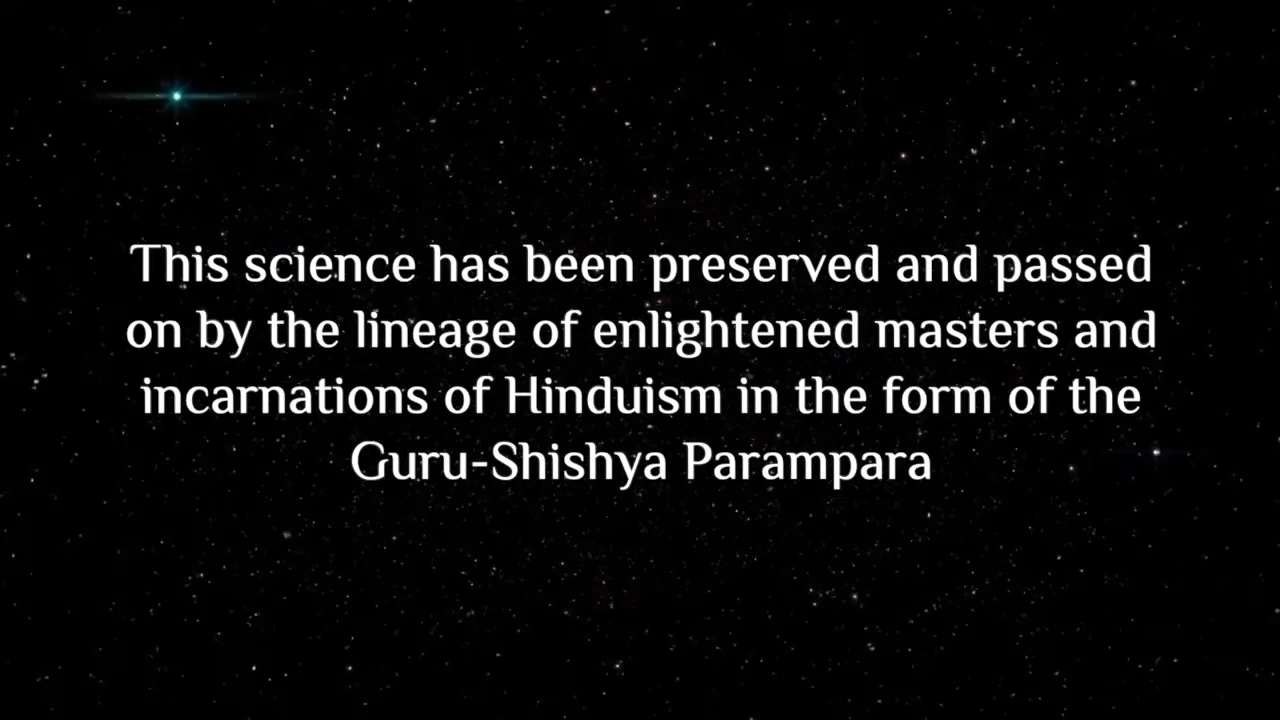 This science has been preserved and passed
on by the lineage of enlightened masters and
incarnations of Hinduism in the form of the
Guru-Shishya Parampara